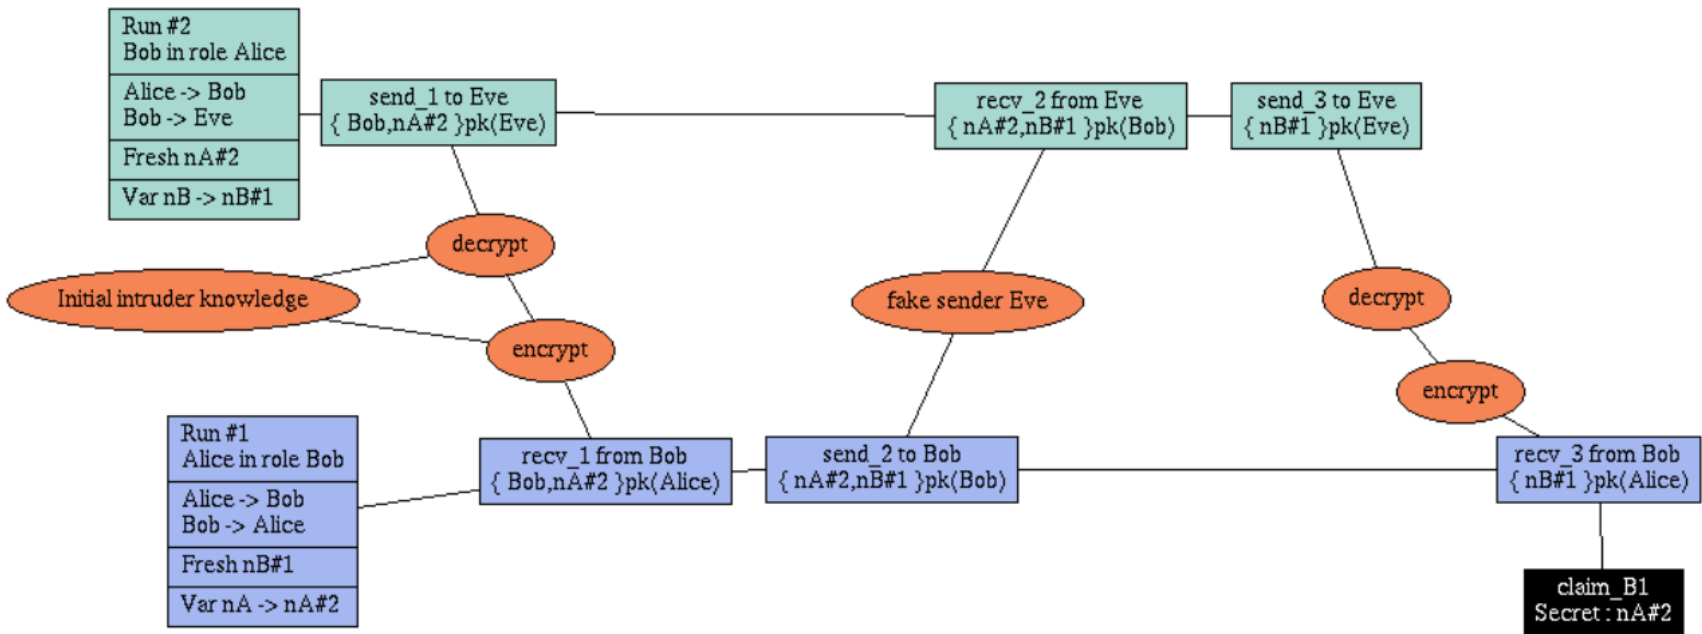 Run #2
Bob in role Alice
Alice -> Bob
Bob -> Eve
Fresh nA#2
Var nB -> nB#1
send_1 to Eve
{ Bob,nA#2 }pk(Eve)
recv_2 from Eve
{ nA#2,nB#1 }pk(Bob)
send_3 to Eve
{ nB#1 }pk(Eve)
decrypt
Initial intruder knowledge
encrypt
fake sender Eve
decrypt
encrypt
Run #1
Alice in role Bob
Alice -> Bob
Bob -> Alice
Fresh nB#1
Var nA -> nA#2
recv_1 from Bob
{ Bob,nA#2 }pk(Alice)
send_2 to Bob
{ nA#2,nB#1 }pk(Bob)
recv_3 from Bob
{ nB#1 }pk(Alice)
claim_B1
Secret : nA#2